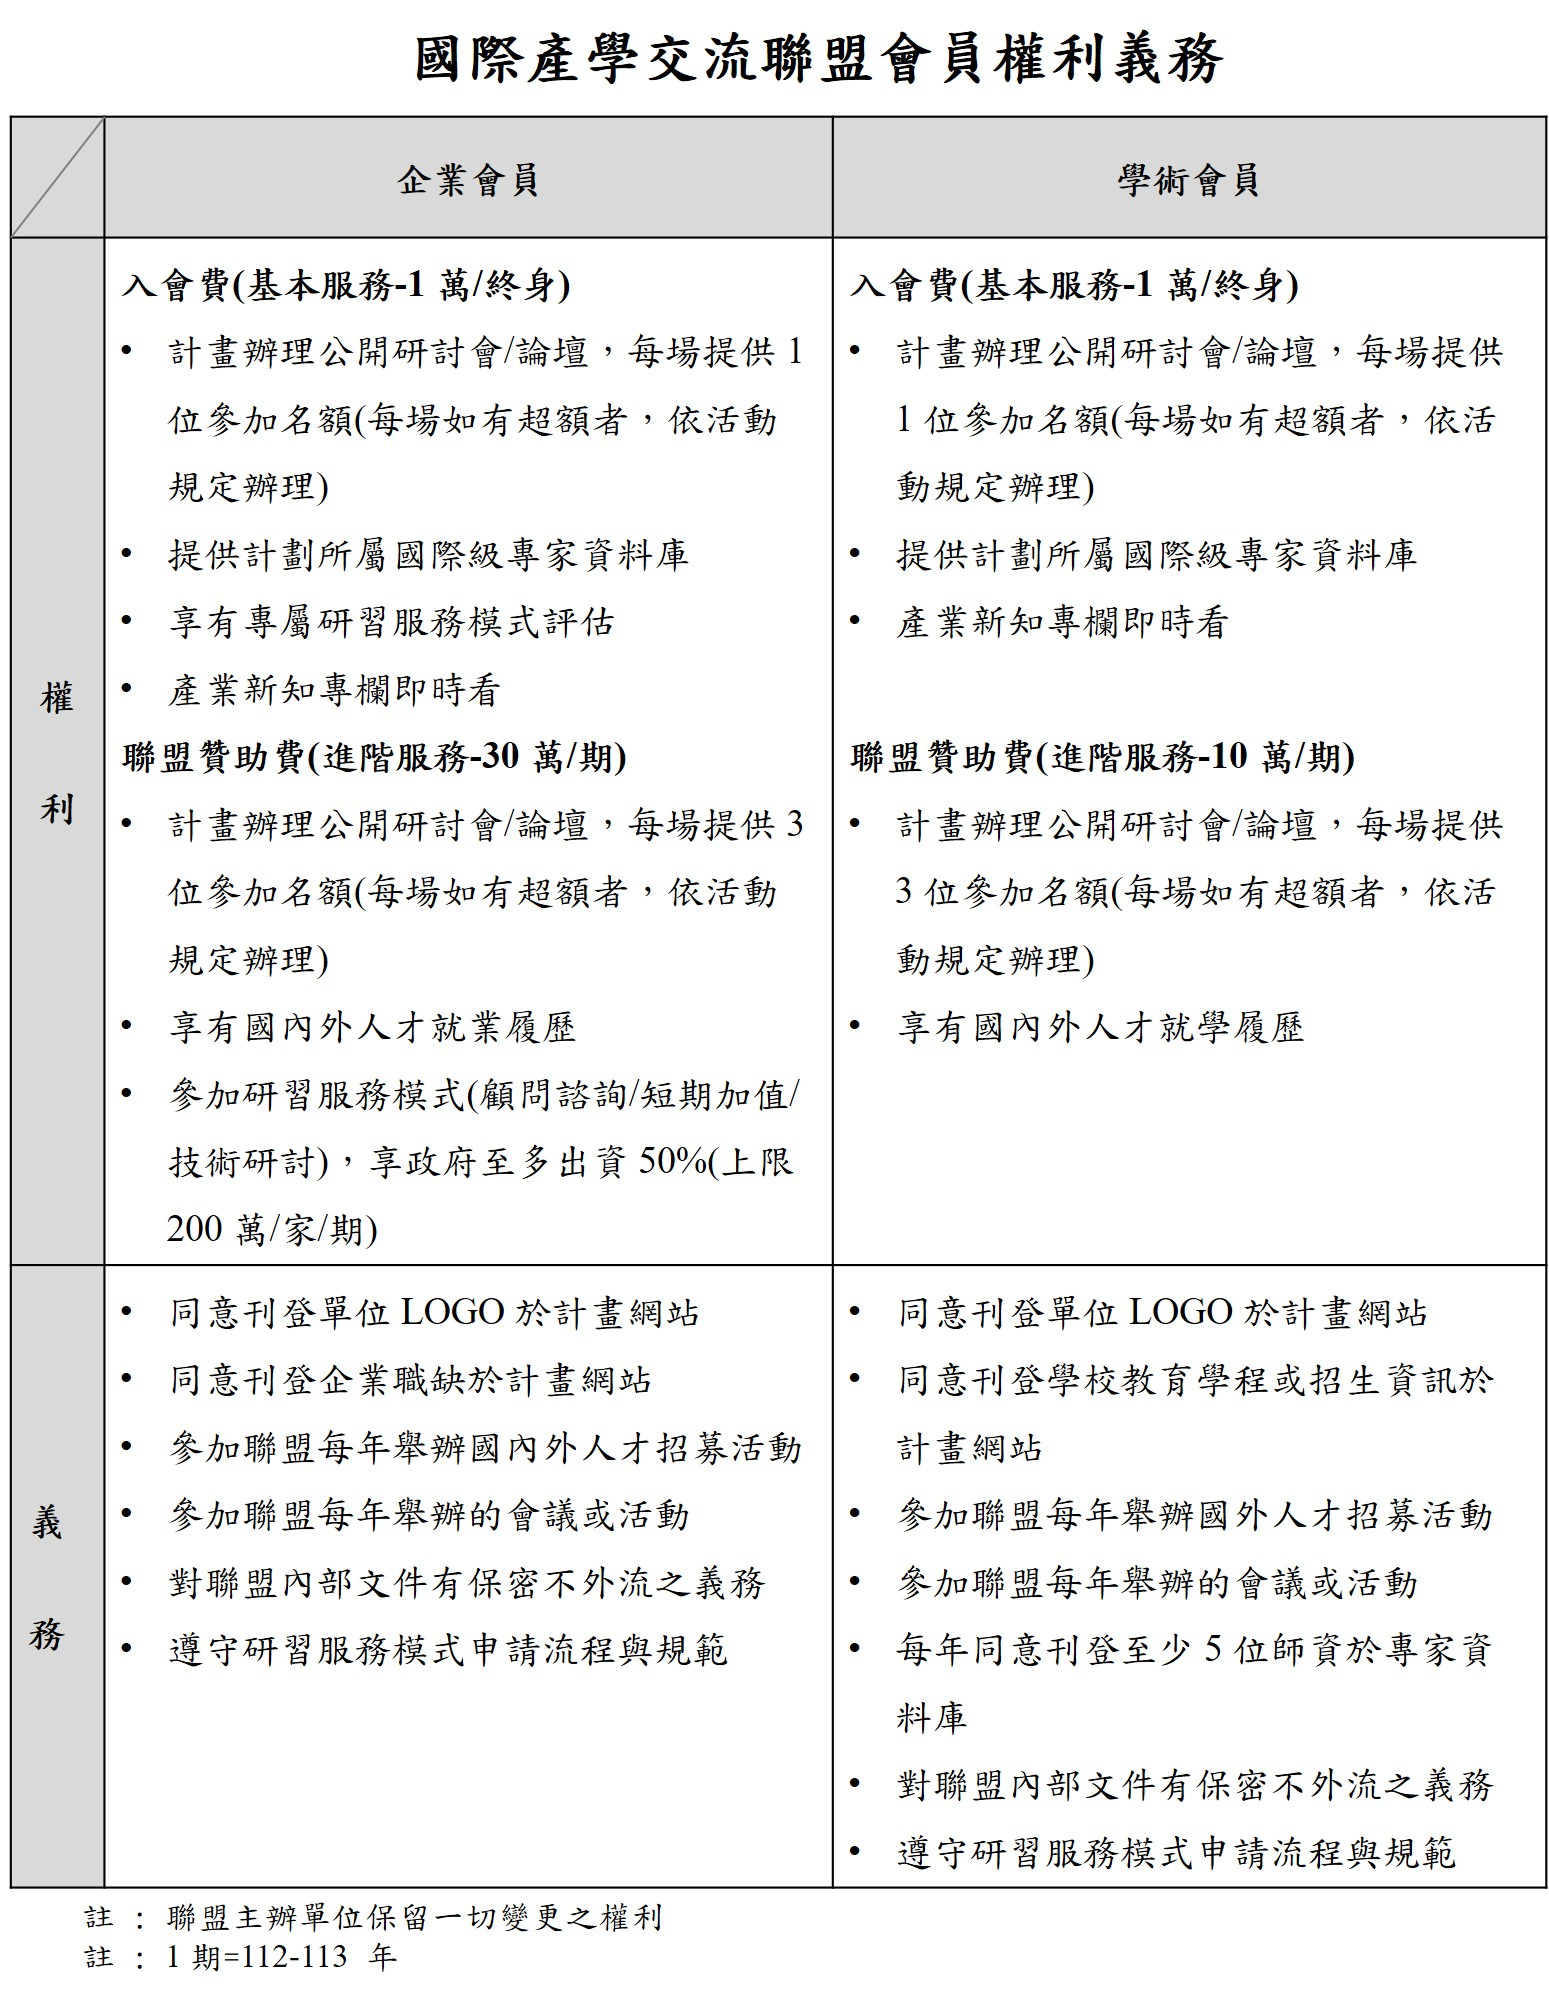 國際產學交流聯盟會員權利義務
企業會員
學術會員
權
利
入會費(基本服務-1 萬/終身)
• 計畫辦理公開研討會/論壇，每場提供 1
位參加名額(每場如有超額者，依活動
規定辦理)
• 提供計劃所屬國際級專家資料庫
• 享有專屬研習服務模式評估
• 產業新知專欄即時看
聯盟贊助費(進階服務-30 萬/期)
• 計畫辦理公開研討會/論壇，每場提供 3
位參加名額(每場如有超額者，依活動
規定辦理)
• 享有國內外人才就業履歷
• 參加研習服務模式(顧問諮詢/短期加值/
技術研討)，享政府至多出資 50%(上限
200 萬/家/期)
入會費(基本服務-1 萬/終身)
• 計畫辦理公開研討會/論壇，每場提供
1 位參加名額(每場如有超額者，依活
動規定辦理)
• 提供計劃所屬國際級專家資料庫
• 產業新知專欄即時看
聯盟贊助費(進階服務-10 萬/期)
• 計畫辦理公開研討會/論壇，每場提供
3 位參加名額(每場如有超額者，依活
動規定辦理)
• 享有國內外人才就學履歷
義
務
• 同意刊登單位 LOGO 於計畫網站
• 同意刊登企業職缺於計畫網站
• 參加聯盟每年舉辦國內外人才招募活動
• 參加聯盟每年舉辦的會議或活動
• 對聯盟內部文件有保密不外流之義務
• 遵守研習服務模式申請流程與規範
• 同意刊登單位 LOGO 於計畫網站
• 同意刊登學校教育學程或招生資訊於
計畫網站
• 參加聯盟每年舉辦國外人才招募活動
• 參加聯盟每年舉辦的會議或活動
• 每年同意刊登至少 5 位師資於專家資
料庫
• 對聯盟內部文件有保密不外流之義務
• 遵守研習服務模式申請流程與規範
註 : 聯盟主辦單位保留一切變更之權利
註 : 1 期=112-113 年